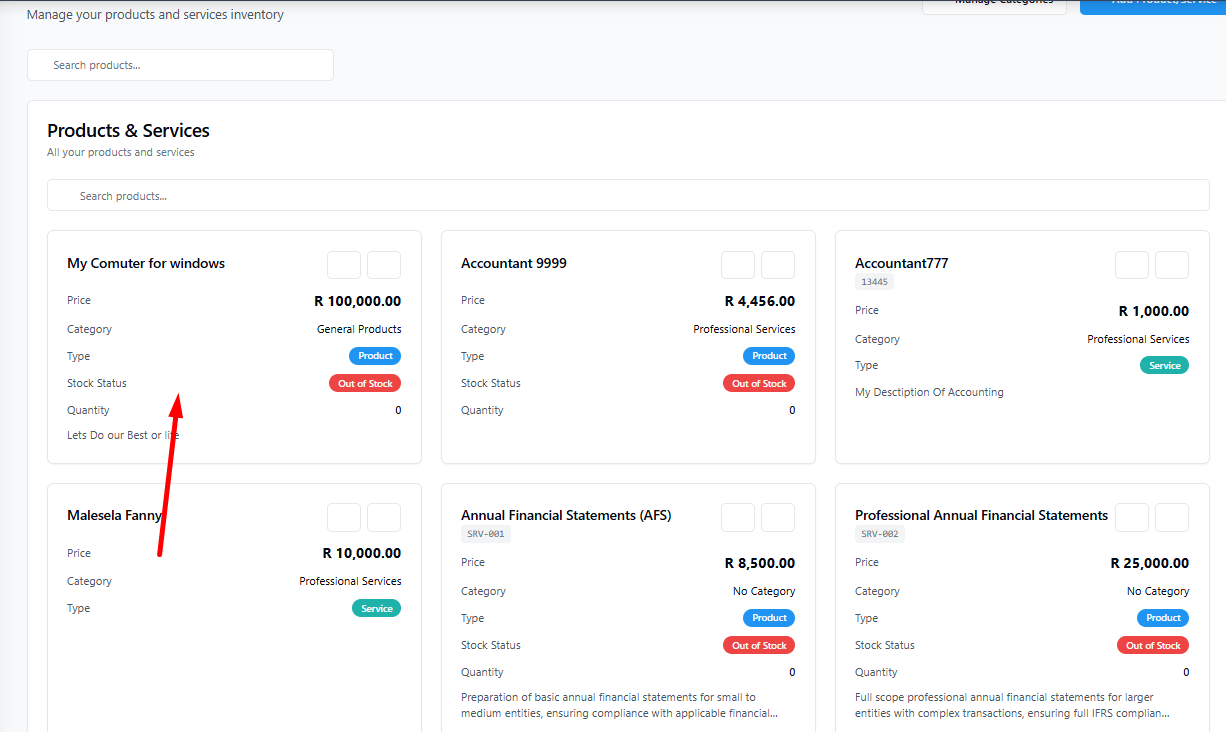 Manage your products and services inventory
Manage Categories
Add Product/Service
Search products...
Products & Services
All your products and services
Search products...
My Comuter for windows
Price R 100,000.00
Category General Products
Type Product
Stock Status Out of Stock
Quantity 0
Lets Do our Best or life
Accountant 9999
Price R 4,456.00
Category Professional Services
Type Product
Stock Status Out of Stock
Quantity 0
Accountant777
13445
Price R 1,000.00
Category Professional Services
Type Service
My Desctiption Of Accounting
Malesela Fanny
Price R 10,000.00
Category Professional Services
Type Service
Annual Financial Statements (AFS)
SRV-001
Price R 8,500.00
Category No Category
Type Product
Stock Status Out of Stock
Quantity 0
Preparation of basic annual financial statements for small to
medium entities, ensuring compliance with applicable financial...
Professional Annual Financial Statements
SRV-002
Price R 25,000.00
Category No Category
Type Product
Stock Status Out of Stock
Quantity 0
Full scope professional annual financial statements for larger
entities with complex transactions, ensuring full IFRS complian...